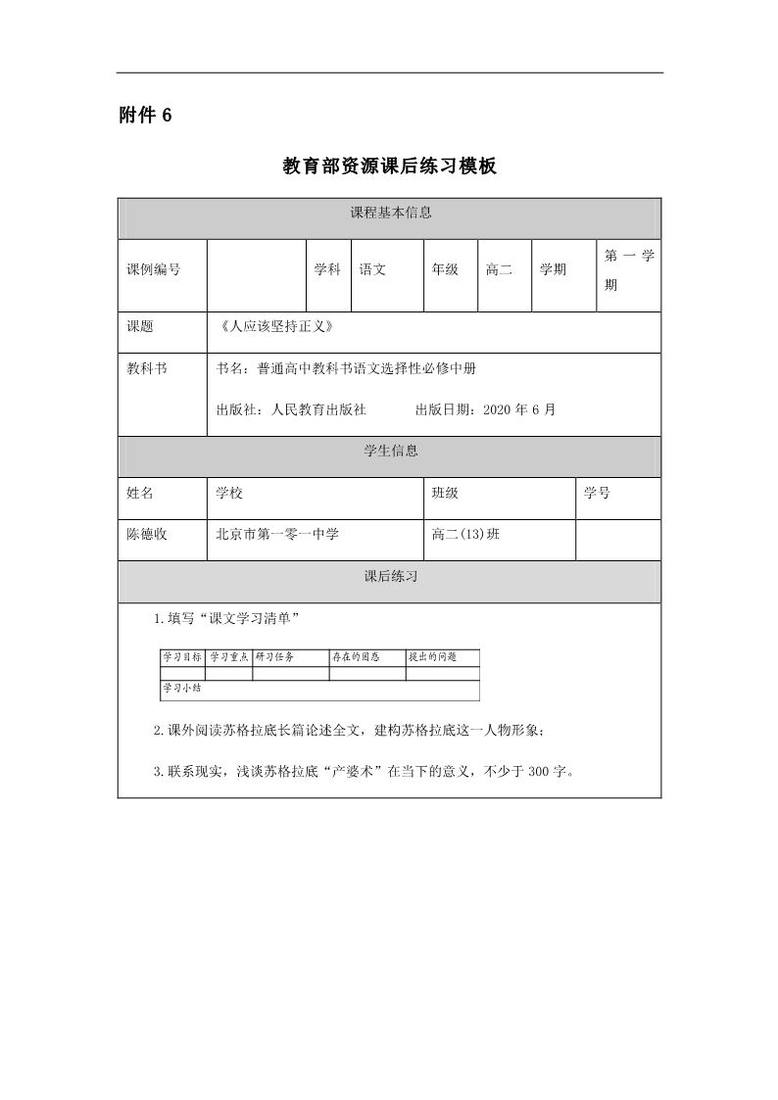 附件 6
教育部资源课后练习模板
课程基本信息
课例编号 学科 语文 年级 高二 学期 第一学
期
课题 《人应该坚持正义》
教科书 书名：普通高中教科书语文选择性必修中册
出版社：人民教育出版社 出版日期：2020 年 6 月
学生信息
姓名 学校 班级 学号
陈德收 北京市第一零一中学 高二(13)班
课后练习
1.填写“课文学习清单”
学习目标 学习重点 研习任务 存在的困惑 提出的问题
学习小结
2.课外阅读苏格拉底长篇论述全文，建构苏格拉底这一人物形象；
3.联系现实，浅谈苏格拉底“产婆术”在当下的意义，不少于 300 字。